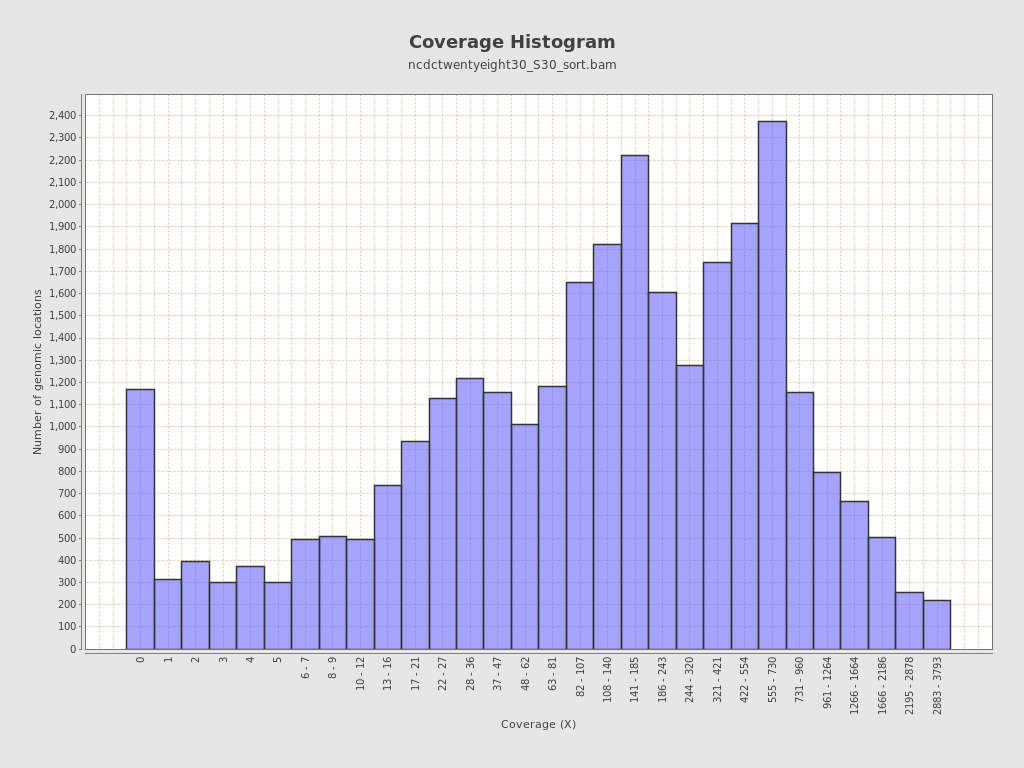 Coverage Histogram
ncdctwentyeight30_S30_sort.bam
Number of genomic locations
2,400
2,300
2,200
2,100
2,000
1,900
1,800
1,700
1,600
1,500
1,400
1,300
1,200
1,100
1,000
900
800
700
600
500
400
300
200
100
0
0
1
2
3
4
5
6 - 7
8 - 9
10 - 12
13 - 16
17 - 21
22 - 27
28 - 36
37 - 47
48 - 62
63 - 81
82 - 107
108 - 140
141 - 185
186 - 243
244 - 320
321 - 421
422 - 554
555 - 730
731 - 960
961 - 1264
1266 - 1664
1666 - 2186
2195 - 2878
2883 - 3793
Coverage (X)